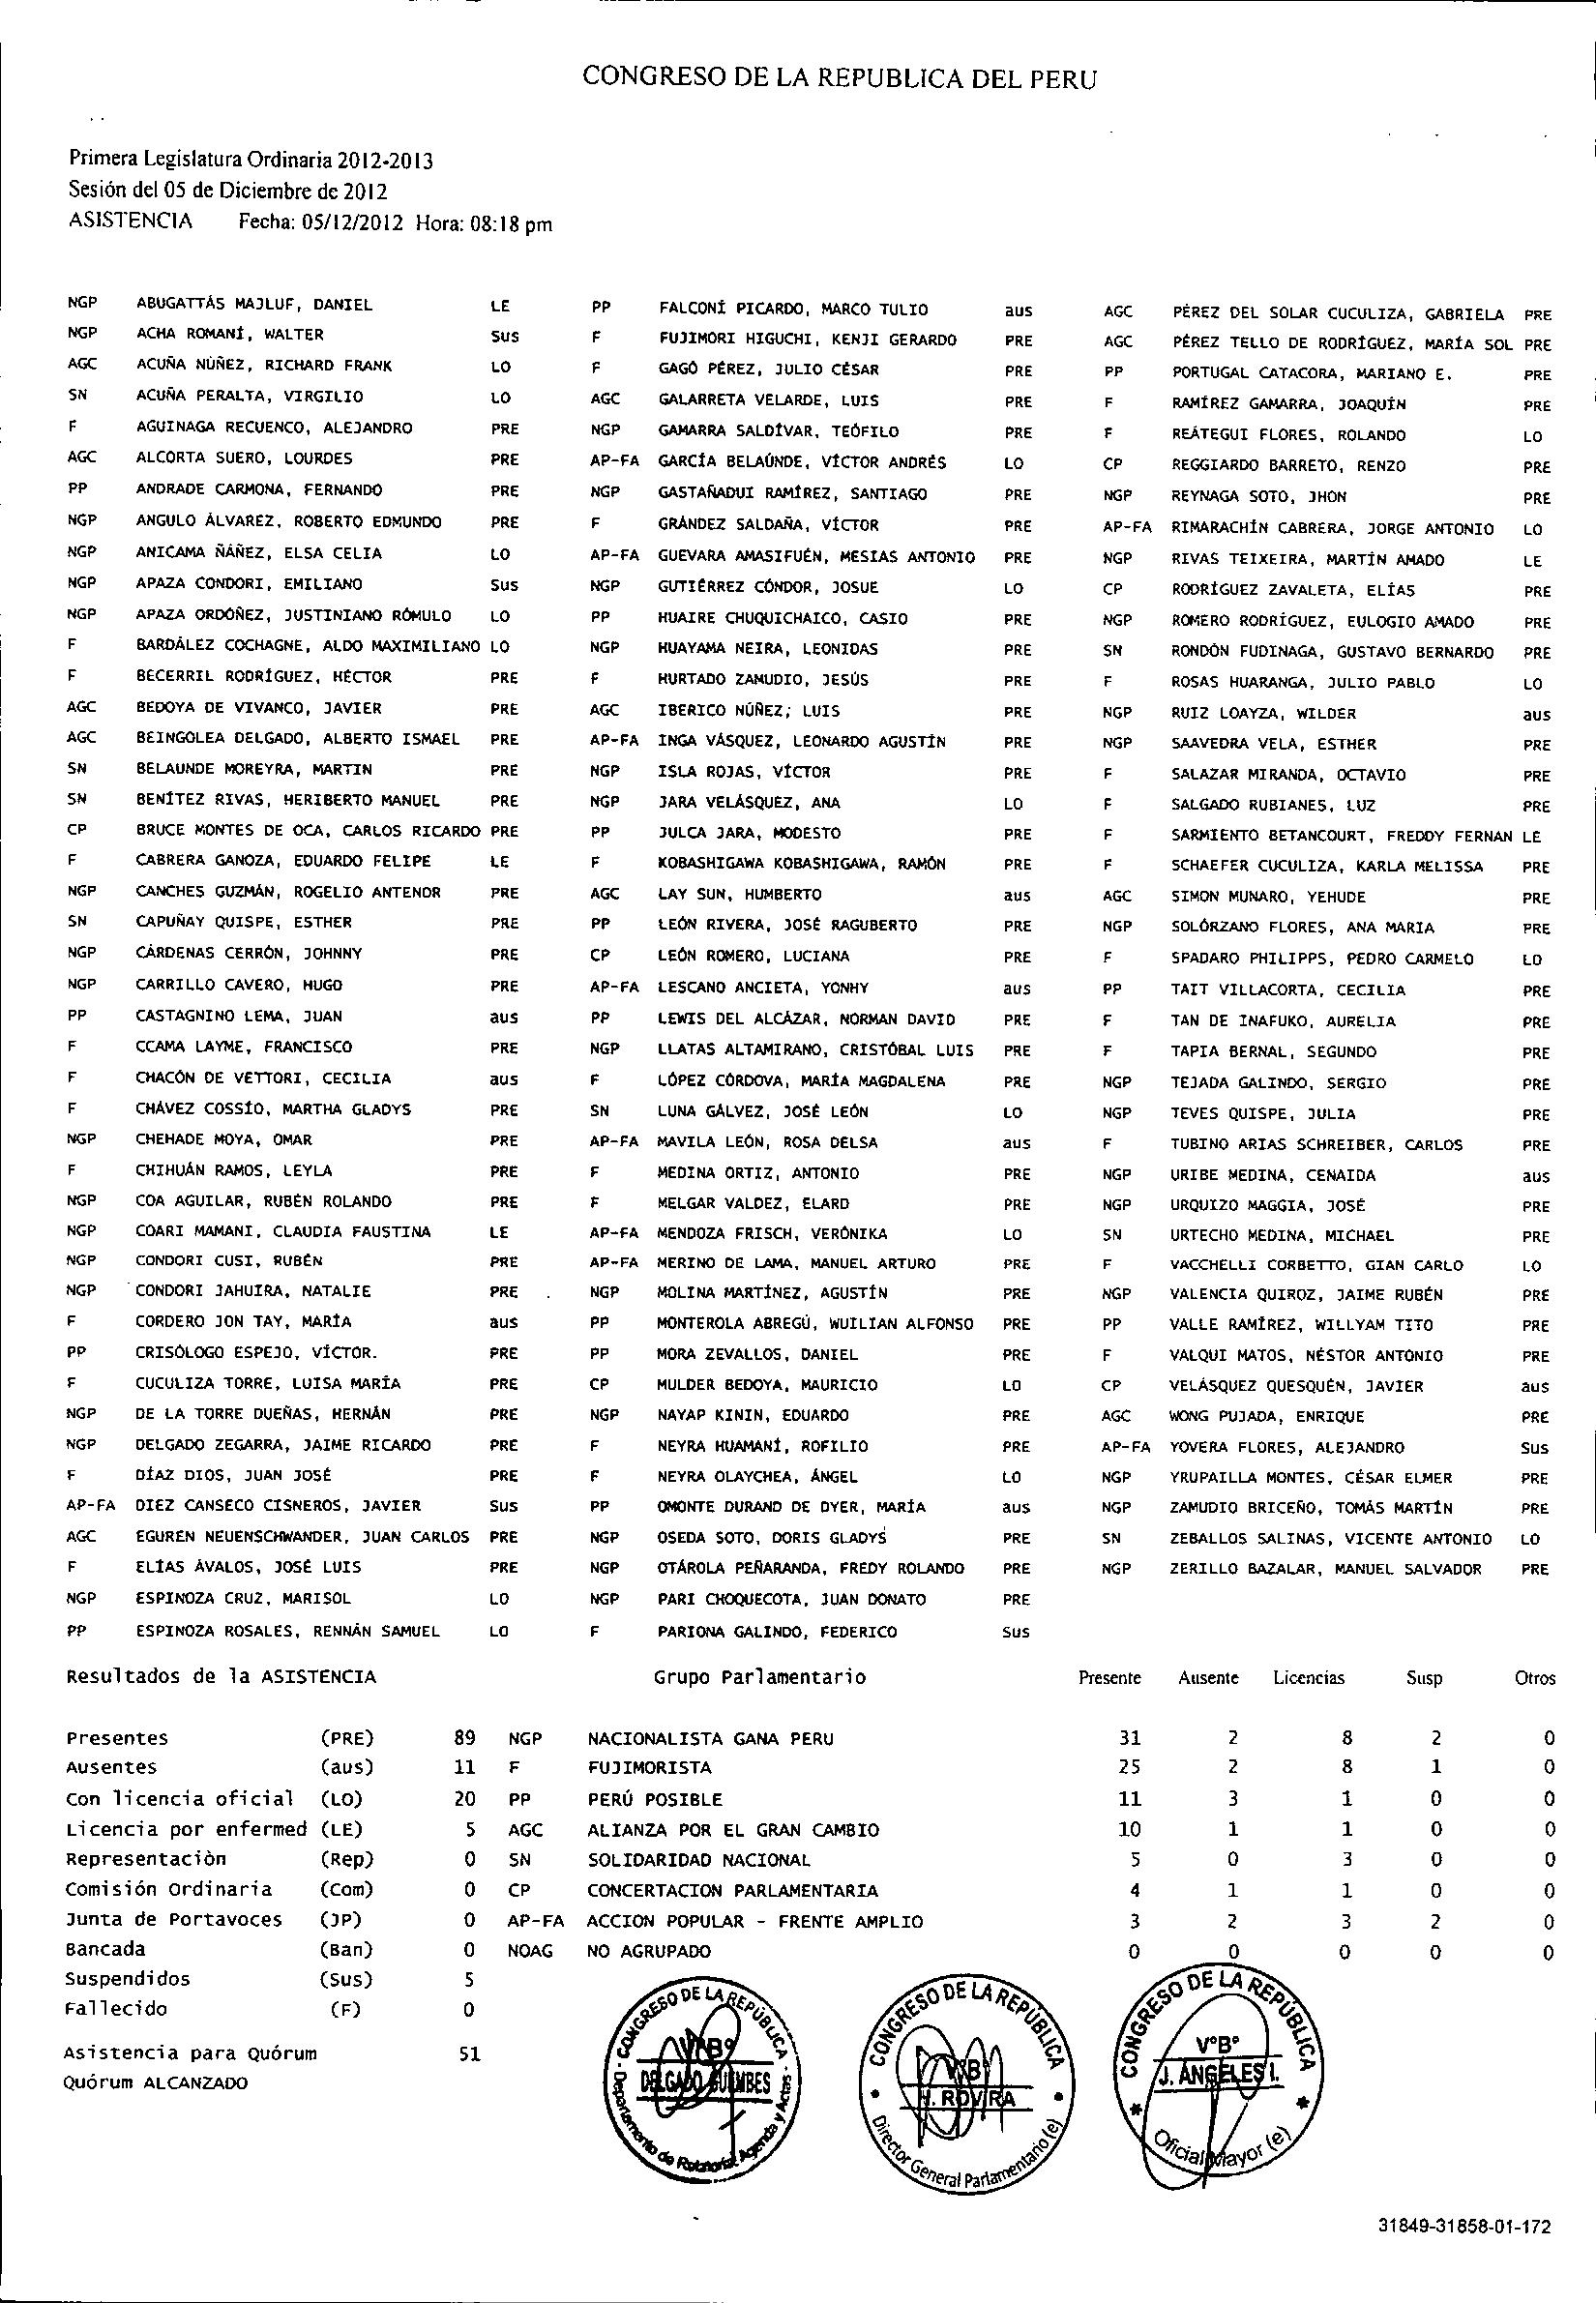 CONGRESO DE LA REPUBLICA DEL PERU
Primera Legislatura Ordinaria 2012-2013
Sesión del 05 de Diciembre de 2012
ASISTENCIA Fecha: 05/12/2012 Hora: 08:18 pm
NGP ABUGATTÁS MAJLUF, DANIEL LE
NGP ACHA ROMANÍ, WALTER Sus
AGC ACUÑA NÚÑEZ, RICHARD FRANK LO
SN ACUÑA PERALTA, VIRGILIO LO
F AGUINAGA RECUENCO, ALEJANDRO PRE
AGC ALCORTA SUERO, LOURDES PRE
PP ANDRADE CARMONA, FERNANDO PRE
NGP ANGULO ÁLVAREZ, ROBERTO EDMUNDO PRE
NGP ANICAMA ÑÁÑEZ, ELSA CELIA LO
NGP APAZA CONDORI, EMILIANO Sus
NGP APAZA ORDÓÑEZ, JUSTINIANO RÓMULO LO
F BARDÁLEZ COCHAGNE, ALDO MAXIMILIANO LO
F BECERRIL RODRÍGUEZ, HÉCTOR PRE
AGC BEDOYA DE VIVANCO, JAVIER PRE
AGC BEINGOLEA DELGADO, ALBERTO ISMAEL PRE
SN BELAUNDE MOREYRA, MARTIN PRE
SN BENÍTEZ RIVAS, HERIBERTO MANUEL PRE
CP BRUCE MONTES DE OCA, CARLOS RICARDO PRE
F CABRERA GANOZA, EDUARDO FELIPE LE
NGP CANCHES GUZMÁN, ROGELIO ANTENOR PRE
SN CAPUÑAY QUISPE, ESTHER PRE
NGP CÁRDENAS CERRÓN, JOHNNY PRE
NGP CARRILLO CAVERO, HUGO PRE
PP CASTAGNINO LEMA, JUAN aus
F CCAMA LAYME, FRANCISCO PRE
F CHACÓN DE VETTORI, CECILIA aus
F CHÁVEZ COSSÍO, MARTHA GLADYS PRE
NGP CHEHADE MOYA, OMAR PRE
F CHIHUÁN RAMOS, LEYLA PRE
NGP COA AGUILAR, RUBÉN ROLANDO PRE
NGP COARI MAMANI, CLAUDIA FAUSTINA LE
NGP CONDORI CUSI, RUBÉN PRE
NGP CONDORI JAHUIRA, NATALIE PRE
F CORDERO JON TAY, MARÍA aus
PP CRISÓLOGO ESPEJO, VÍCTOR. PRE
F CUCULIZA TORRE, LUISA MARÍA PRE
NGP DE LA TORRE DUEÑAS, HERNÁN PRE
NGP DELGADO ZEGARRA, JAIME RICARDO PRE
F DÍAZ DIOS, JUAN JOSÉ PRE
AP-FA DIEZ CANSECO CISNEROS, JAVIER Sus
AGC EGUREN NEUENSCHWANDER, JUAN CARLOS PRE
F ELÍAS ÁVALOS, JOSÉ LUIS PRE
NGP ESPINOZA CRUZ, MARISOL LO
PP ESPINOZA ROSALES, RENNÁN SAMUEL LO
PP FALCONÍ PICARDO, MARCO TULIO aus
F FUJIMORI HIGUCHI, KENJI GERARDO PRE
F GAGÓ PÉREZ, JULIO CÉSAR PRE
AGC GALARRETA VELARDE, LUIS PRE
NGP GAMARRA SALDÍVAR, TEÓFILO PRE
AP-FA GARCÍA BELAÚNDE, VÍCTOR ANDRÉS LO
NGP GASTAÑADUI RAMÍREZ, SANTIAGO PRE
F GRÁNDEZ SALDAÑA, VÍCTOR PRE
AP-FA GUEVARA AMASIFUÉN, MESIAS ANTONIO PRE
NGP GUTIÉRREZ CÓNDOR, JOSUE LO
PP HUAIRE CHUQUICHAICO, CASIO PRE
NGP HUAYAMA NEIRA, LEONIDAS PRE
F HURTADO ZAMUDIO, JESÚS PRE
AGC IBERICO NÚÑEZ; LUIS PRE
AP-FA INGA VÁSQUEZ, LEONARDO AGUSTÍN PRE
NGP ISLA ROJAS, VÍCTOR PRE
NGP JARA VELÁSQUEZ, ANA LO
PP JULCA JARA, MODESTO PRE
F KOBASHIGAWA KOBASHIGAWA, RAMÓN PRE
AGC LAY SUN, HUMBERTO aus
PP LEÓN RIVERA, JOSÉ RAGUBERTO PRE
CP LEÓN ROMERO, LUCIANA PRE
AP-FA LESCANO ANCIETA, YONHY aus
PP LEWIS DEL ALCÁZAR, NORMAN DAVID PRE
NGP LLATAS ALTAMIRANO, CRISTÓBAL LUIS PRE
F LÓPEZ CÓRDOVA, MARÍA MAGDALENA PRE
SN LUNA GÁLVEZ, JOSÉ LEÓN LO
AP-FA MAVILA LEÓN, ROSA DELSA aus
F MEDINA ORTIZ, ANTONIO PRE
F MELGAR VALDEZ, ELARD PRE
AP-FA MENDOZA FRISCH, VERÓNIKA LO
AP-FA MERINO DE LAMA, MANUEL ARTURO PRE
NGP MOLINA MARTÍNEZ, AGUSTÍN PRE
PP MONTEROLA ABREGÚ, WUILIAN ALFONSO PRE
PP MORA ZEVALLOS, DANIEL PRE
CP MULDER BEDOYA, MAURICIO LO
NGP NAYAP KININ, EDUARDO PRE
F NEYRA HUAMANÍ, ROFILIO PRE
F NEYRA OLAYCHEA, ÁNGEL LO
PP OMONTE DURAND DE DYER, MARÍA aus
NGP OSEDA SOTO, DORIS GLADYS PRE
NGP OTÁROLA PEÑARANDA, FREDY ROLANDO PRE
NGP PARI CHOQUECOTA, JUAN DONATO PRE
F PARIONA GALINDO, FEDERICO Sus
AGC PÉREZ DEL SOLAR CUCULIZA, GABRIELA PRE
AGC PÉREZ TELLO DE RODRÍGUEZ, MARÍA SOL PRE
PP PORTUGAL CATACORA, MARIANO E. PRE
F RAMÍREZ GAMARRA, JOAQUÍN PRE
F REÁTEGUI FLORES, ROLANDO LO
CP REGGIARDO BARRETO, RENZO PRE
NGP REYNAGA SOTO, JHON PRE
AP-FA RIMARACHÍN CABRERA, JORGE ANTONIO LO
NGP RIVAS TEIXEIRA, MARTÍN AMADO LE
CP RODRÍGUEZ ZAVALETA, ELÍAS PRE
NGP ROMERO RODRÍGUEZ, EULOGIO AMADO PRE
SN RONDÓN FUDINAGA, GUSTAVO BERNARDO PRE
F ROSAS HUARANGA, JULIO PABLO LO
NGP RUIZ LOAYZA, WILDER aus
NGP SAAVEDRA VELA, ESTHER PRE
F SALAZAR MIRANDA, OCTAVIO PRE
F SALGADO RUBIANES, LUZ PRE
F SARMIENTO BETANCOURT, FREDDY FERNAN LE
F SCHAEFER CUCULIZA, KARLA MELISSA PRE
AGC SIMON MUNARO, YEHUDE PRE
NGP SOLÓRZANO FLORES, ANA MARIA PRE
F SPADARO PHILIPPS, PEDRO CARMELO LO
PP TAIT VILLACORTA, CECILIA PRE
F TAN DE INAFUKO, AURELIA PRE
F TAPIA BERNAL, SEGUNDO PRE
NGP TEJADA GALINDO, SERGIO PRE
NGP TEVES QUISPE, JULIA PRE
F TUBINO ARIAS SCHREIBER, CARLOS PRE
NGP URIBE MEDINA, CENAIDA aus
NGP URQUIZO MAGGIA, JOSÉ PRE
SN URTECHO MEDINA, MICHAEL PRE
F VACCHELLI CORBETTO, GIAN CARLO LO
NGP VALENCIA QUIROZ, JAIME RUBÉN PRE
PP VALLE RAMÍREZ, WILLYAM TITO PRE
F VALQUI MATOS, NÉSTOR ANTONIO PRE
CP VELÁSQUEZ QUESQUÉN, JAVIER aus
AGC WONG PUJADA, ENRIQUE PRE
AP-FA YOVERA FLORES, ALEJANDRO Sus
NGP YRUPAILLA MONTES, CÉSAR ELMER PRE
NGP ZAMUDIO BRICEÑO, TOMÁS MARTÍN PRE
SN ZEBALLOS SALINAS, VICENTE ANTONIO LO
NGP ZERILLO BAZALAR, MANUEL SALVADOR PRE
Resultados de la ASISTENCIA
Presentes (PRE) 89
Ausentes (aus) 11
Con licencia oficial (LO) 20
Licencia por enfermed (LE) 5
Representación (Rep) 0
Comisión Ordinaria (Com) 0
Junta de Portavoces (JP) 0
Bancada (Ban) 0
Suspendidos (Sus) 5
Fallecido (F) 0
Asistencia para Quórum 51
Quórum ALCANZADO
Grupo Parlamentario Presente Ausente Licencias Susp Otros
NGP NACIONALISTA GANA PERU 31 2 8 2 0
F FUJIMORISTA 25 2 8 1 0
PP PERÚ POSIBLE 11 3 1 0 0
AGC ALIANZA POR EL GRAN CAMBIO 10 1 1 0 0
SN SOLIDARIDAD NACIONAL 5 0 3 0 0
CP CONCERTACION PARLAMENTARIA 4 1 1 0 0
AP-FA ACCION POPULAR - FRENTE AMPLIO 3 2 3 2 0
NOAG NO AGRUPADO 0 0 0 0 0
CONGRESO DE LA REPÚBLICA
VºBº
DELGADO GUEMBES
Departamento de Relatoría, Agenda y Actas
CONGRESO DE LA REPÚBLICA
VºBº
ROVIRA
Director General Parlamentario (e)
CONGRESO DE LA REPÚBLICA
VºBº
J. ANGELES I.
Oficial Mayor (e)
31849-31858-01-172